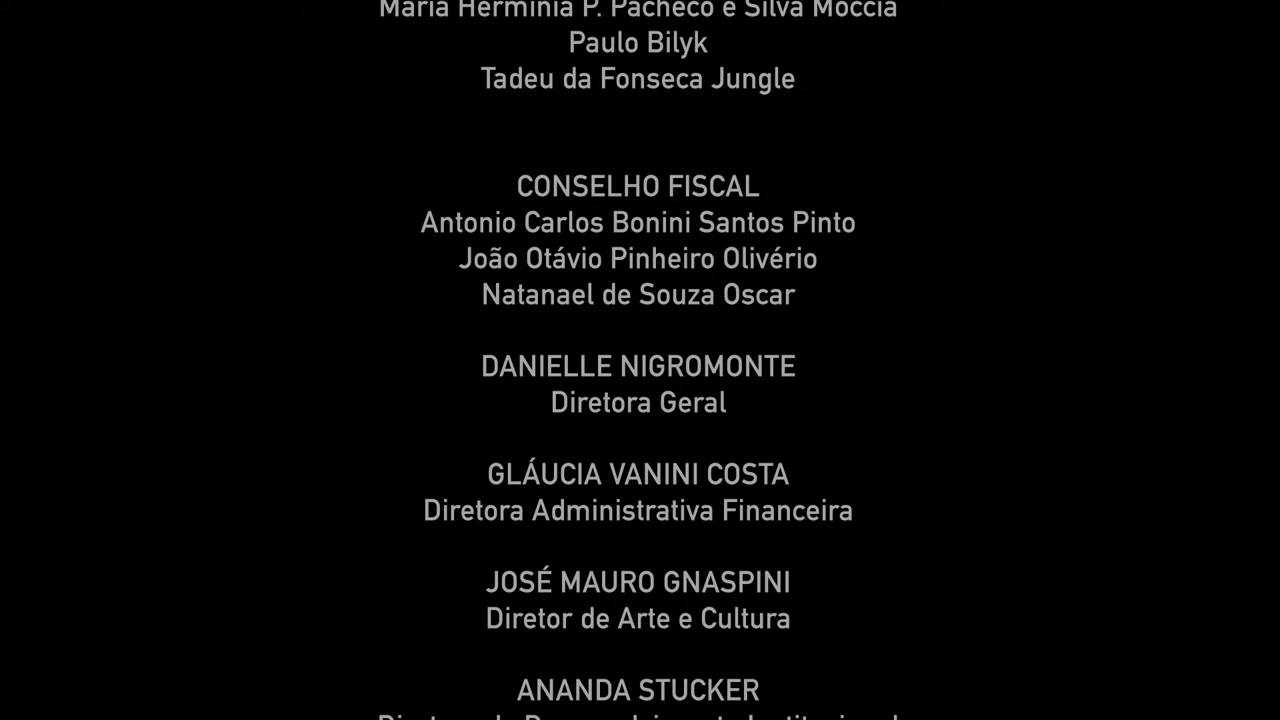 Maria Herminia P. Pacheco e Silva Moccia
Paulo Bilyk
Tadeu da Fonseca Jungle
CONSELHO FISCAL
Antonio Carlos Bonini Santos Pinto
João Otávio Pinheiro Olivério
Natanael de Souza Oscar
DANIELLE NIGROMONTE
Diretora Geral
GLÁUCIA VANINI COSTA
Diretora Administrativa Financeira
JOSÉ MAURO GNASPINI
Diretor de Arte e Cultura
ANANDA STUCKER